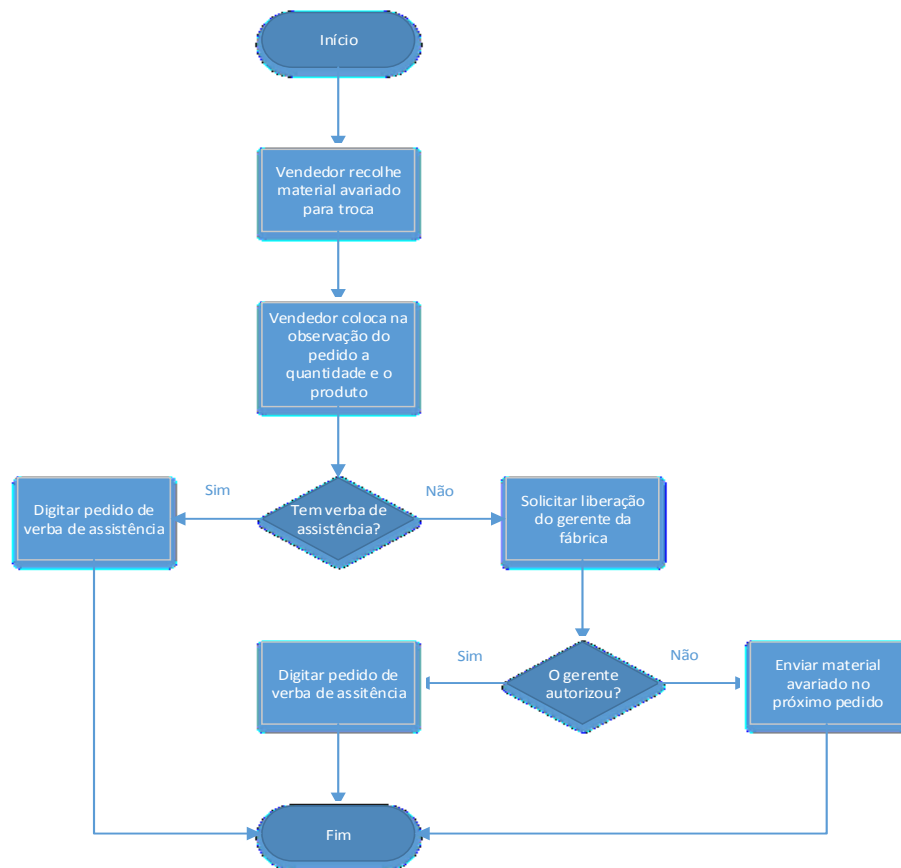 Início
Vendedor recolhe
material avariado
para troca
Vendedor coloca na
observação do
pedido a
quantidade e o
produto
Sim
Tem verba de
assistência?
Não
Digitar pedido de
verba de assistência
Solicitar liberação
do gerente da
fábrica
Sim
O gerente
autorizou?
Não
Digitar pedido de
verba de assitência
Enviar material
avariado no
próximo pedido
Fim